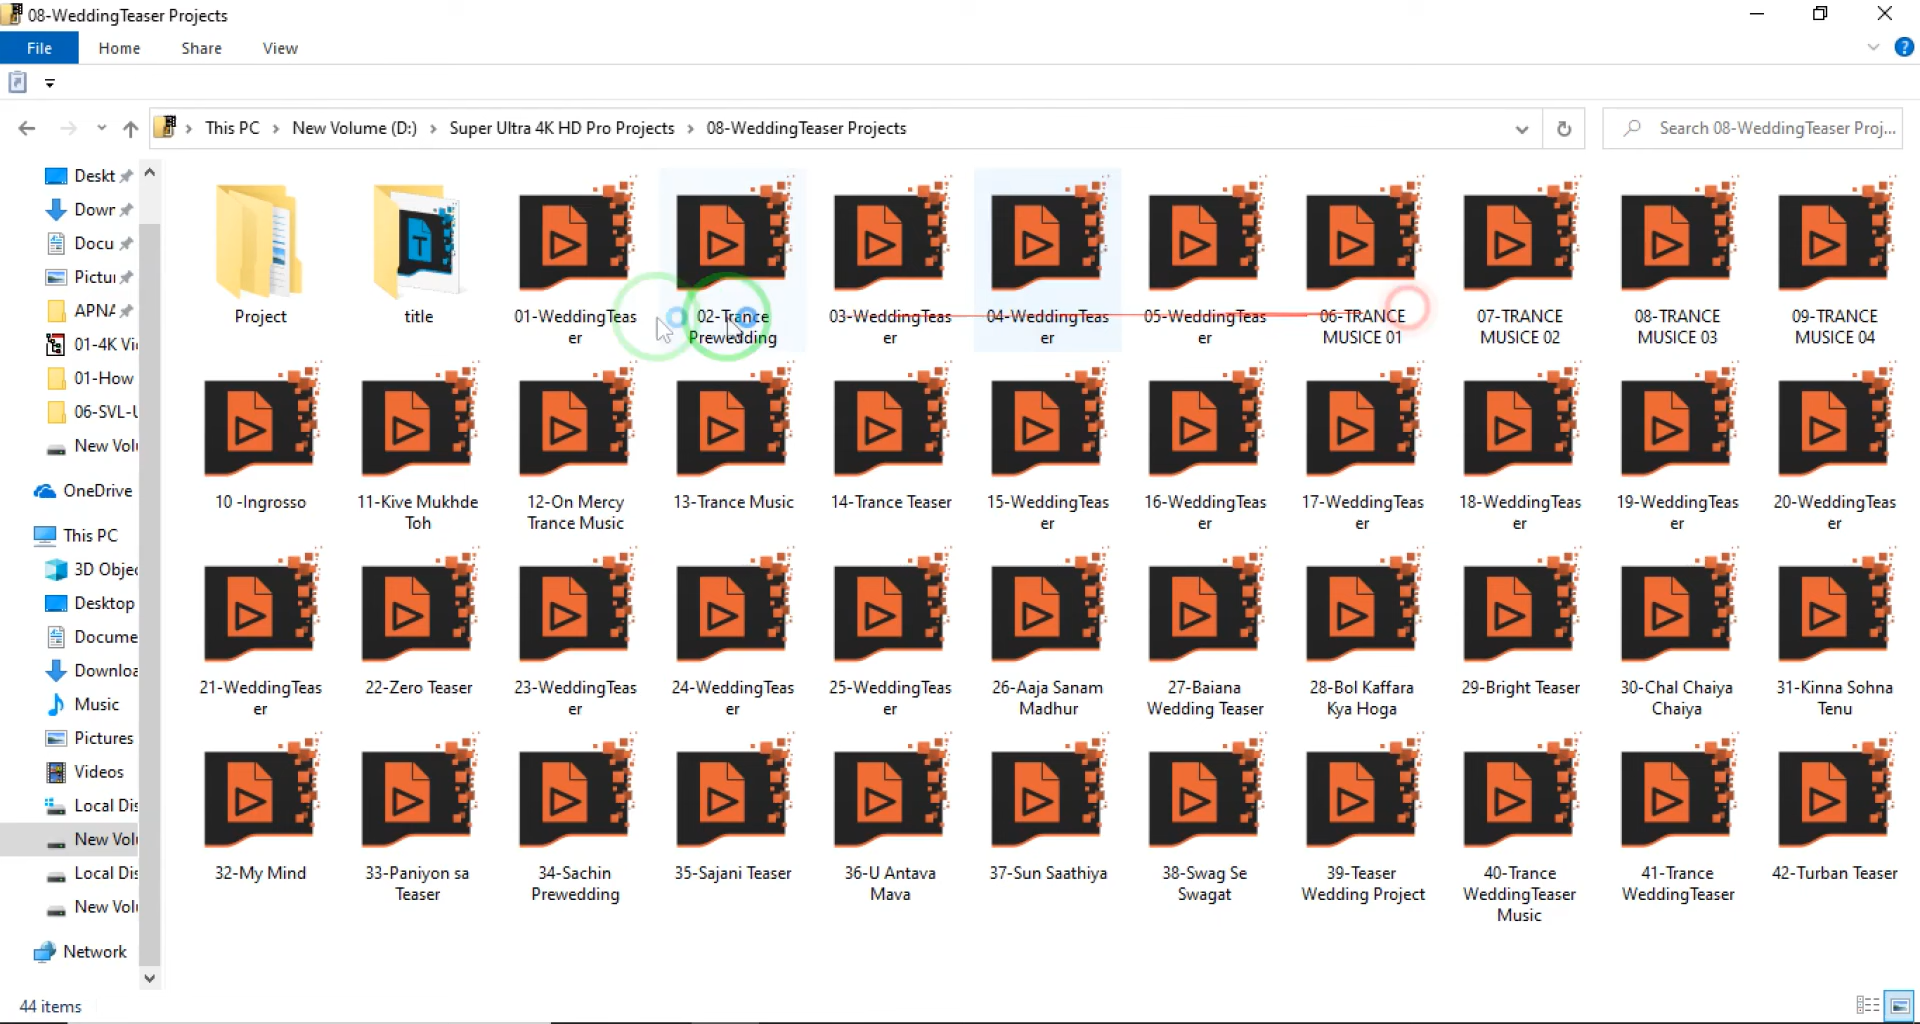 08-WeddingTeaser Projects
File Home Share View
This PC New Volume (D:) Super Ultra 4K HD Pro Projects 08-WeddingTeaser Projects
Search 08-WeddingTeaser Proj...
Deskt
Dowr
Docu
Pictur
APNA
01-4K Vi
01-How
06-SVL-U
New Vol
OneDrive
This PC
3D Objec
Desktop
Docume
Downloa
Music
Pictures
Videos
Local Dis
New Vol
Local Dis
New Vol
Network
Project
title
01-WeddingTeas
er
02-Trance
Prewedding
03-WeddingTeas
er
04-WeddingTeas
er
05-WeddingTeas
er
06-TRANCE
MUSICE 01
07-TRANCE
MUSICE 02
08-TRANCE
MUSICE 03
09-TRANCE
MUSICE 04
10 -Ingrosso
11-Kive Mukhde
Toh
12-On Mercy
Trance Music
13-Trance Music
14-Trance Teaser
15-WeddingTeas
er
16-WeddingTeas
er
17-WeddingTeas
er
18-WeddingTeas
er
19-WeddingTeas
er
20-WeddingTeas
er
21-WeddingTeas
er
22-Zero Teaser
23-WeddingTeas
er
24-WeddingTeas
er
25-WeddingTeas
er
26-Aaja Sanam
Madhur
27-Baiana
Wedding Teaser
28-Bol Kaffara
Kya Hoga
29-Bright Teaser
30-Chal Chaiya
Chaiya
31-Kinna Sohna
Tenu
32-My Mind
33-Paniyon sa
Teaser
34-Sachin
Prewedding
35-Sajani Teaser
36-U Antava
Mava
37-Sun Saathiya
38-Swag Se
Swagat
39-Teaser
Wedding Project
40-Trance
WeddingTeaser
Music
41-Trance
WeddingTeaser
42-Turban Teaser
44 items